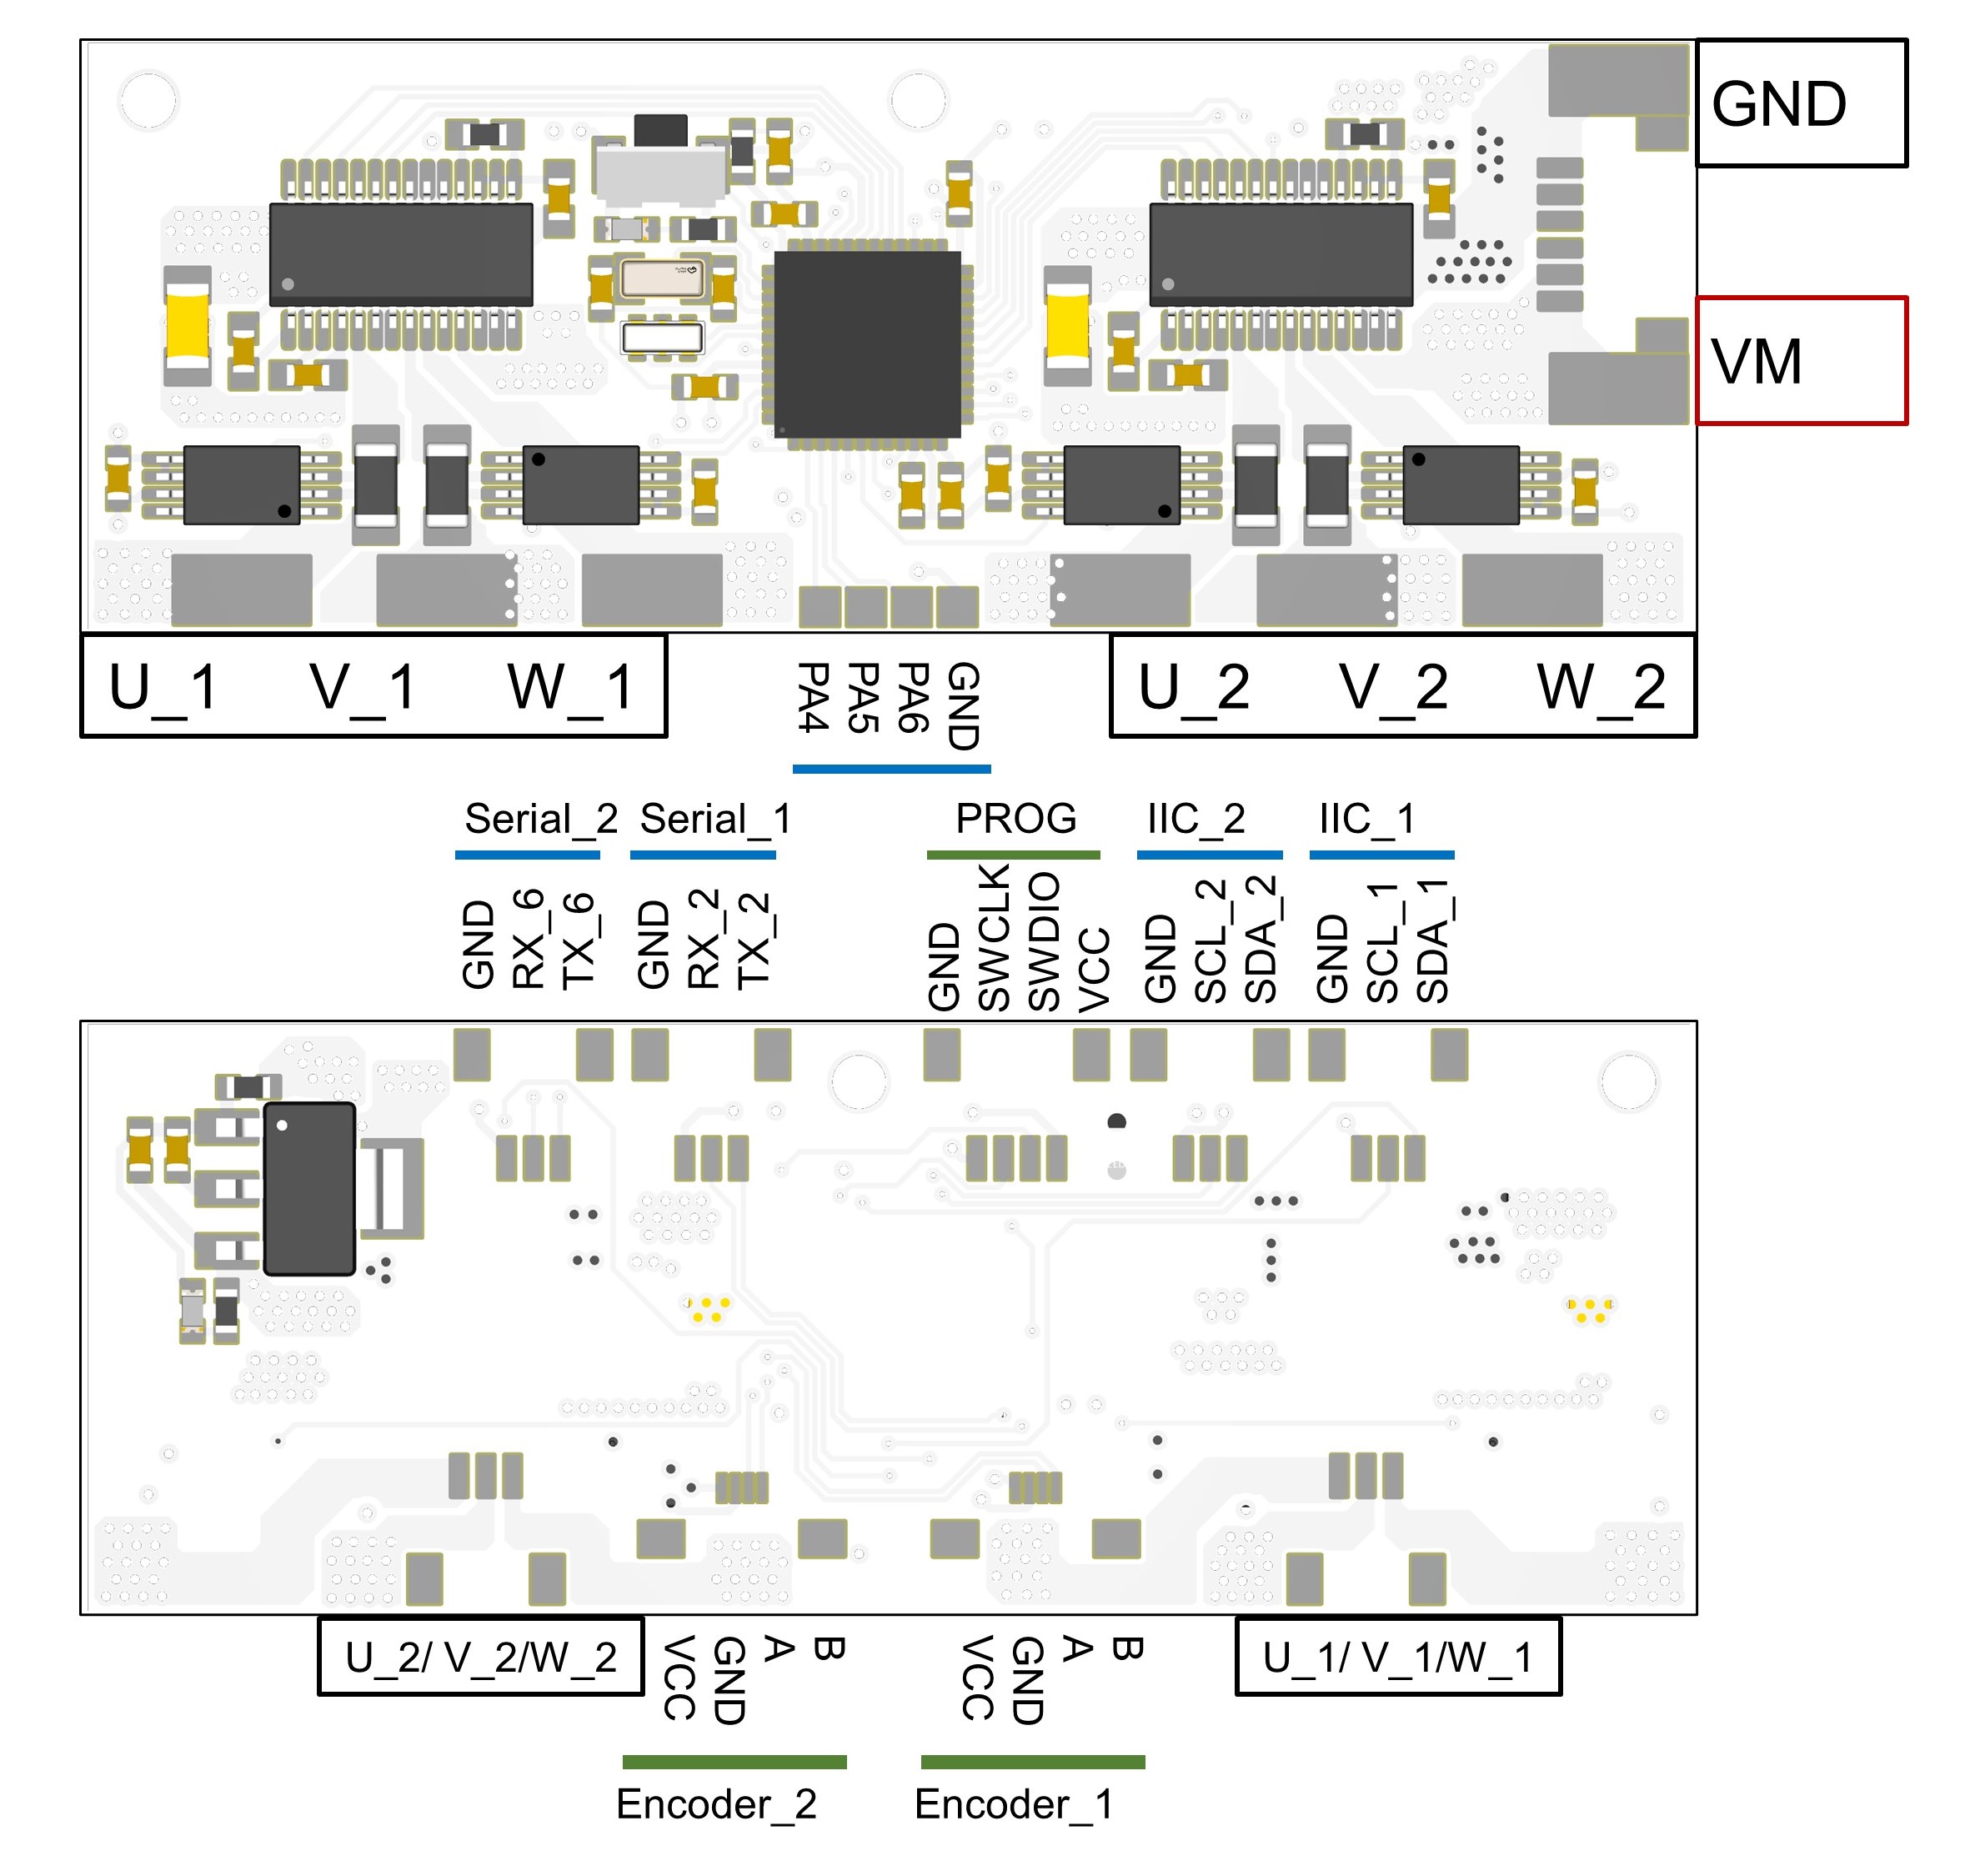 GND
VM
U_1 V_1 W_1
PA4
PA5
PA6
GND
U_2 V_2 W_2
Serial_2 Serial_1 PROG IIC_2 IIC_1
GND
RX_6
TX_6
GND
RX_2
TX_2
GND
SWCLK
SWDIO
VCC
GND
SCL_2
SDA_2
GND
SCL_1
SDA_1
U_2/ V_2/W_2
VCC
GND
A
B
VCC
GND
A
B
U_1/ V_1/W_1
Encoder_2 Encoder_1